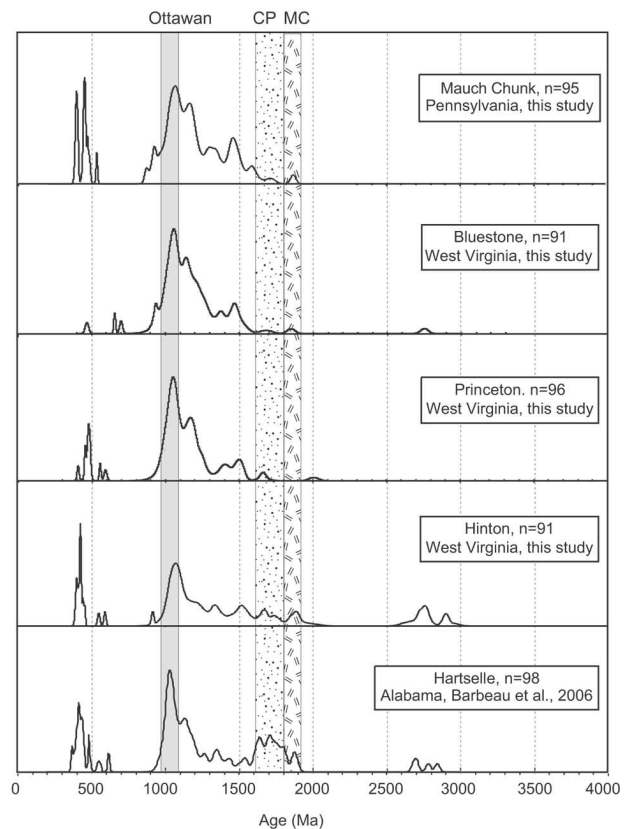 Ottawan CP MC
Mauch Chunk, n=95
Pennsylvania, this study
Bluestone, n=91
West Virginia, this study
Princeton. n=96
West Virginia, this study
Hinton, n=91
West Virginia, this study
Hartselle, n=98
Alabama, Barbeau et al., 2006
0 500 1000 1500 2000 2500 3000 3500 4000
Age (Ma)